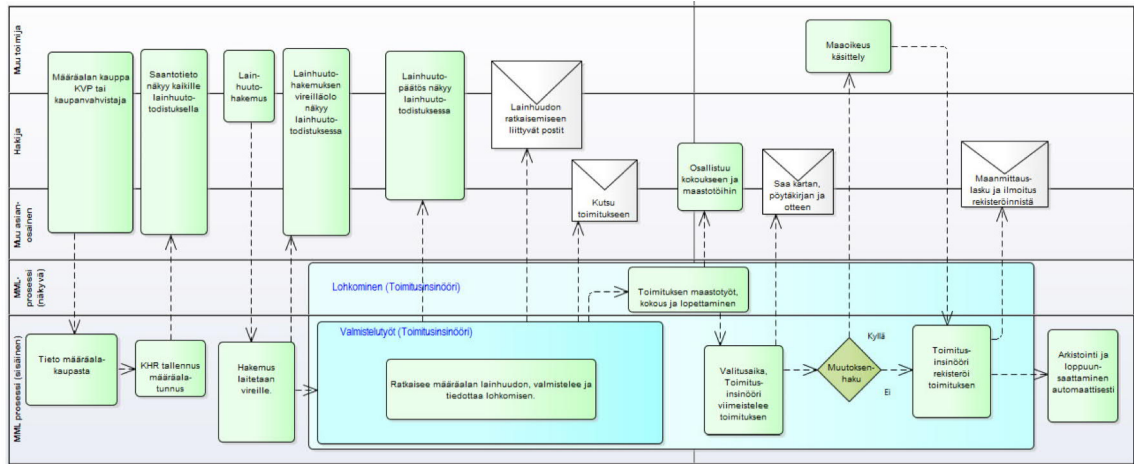 Muu toimija
Määräalan kauppa
KVP tai
kaupanvahvistaja
Saantotieto
näkyy kaikille
lainhuuto-
todistuksella
Lain-
huuto-
hakemus
Lainhuuto-
hakemuksen
vireilläolo
näkyy
lainhuuto-
todistuksessa
Lainhuuto-
päätös näkyy
lainhuuto-
todistuksessa
Lainhuudon
ratkaisemiseen
liittyvät postit
Maaoikeus
käsittely
Hakija
Kutsu
toimitukseen
Osallistuu
kokoukseen ja
maastotöihin
Saa kartan,
pöytäkirjan ja
otteen
Maanmittaus-
lasku ja ilmoitus
rekisteröinnistä
Muu asian-
osainen
MML-
prosessi
(näkyvä)
Lohkominen (Toimitusinsinööri)
Toimituksen maastotyöt,
kokous ja lopettaminen
MML prosessi (sisäinen)
Tieto määräala-
kaupasta
KHR tallennus
määräala-
tunnus
Hakemus
laitetaan
vireille.
Valmistelutyöt (Toimitusinsinööri)
Ratkaisee määräalan lainhuudon, valmistelee ja
tiedottaa lohkomisen.
Valitusaika,
Toimitus-
insinööri
viimeistelee
toimituksen
Muutoksen-
haku
Kyllä
Ei
Toimitus-
insinööri
rekisteröi
toimituksen
Arkistointi ja
loppuun-
saattaminen
automaattisesti